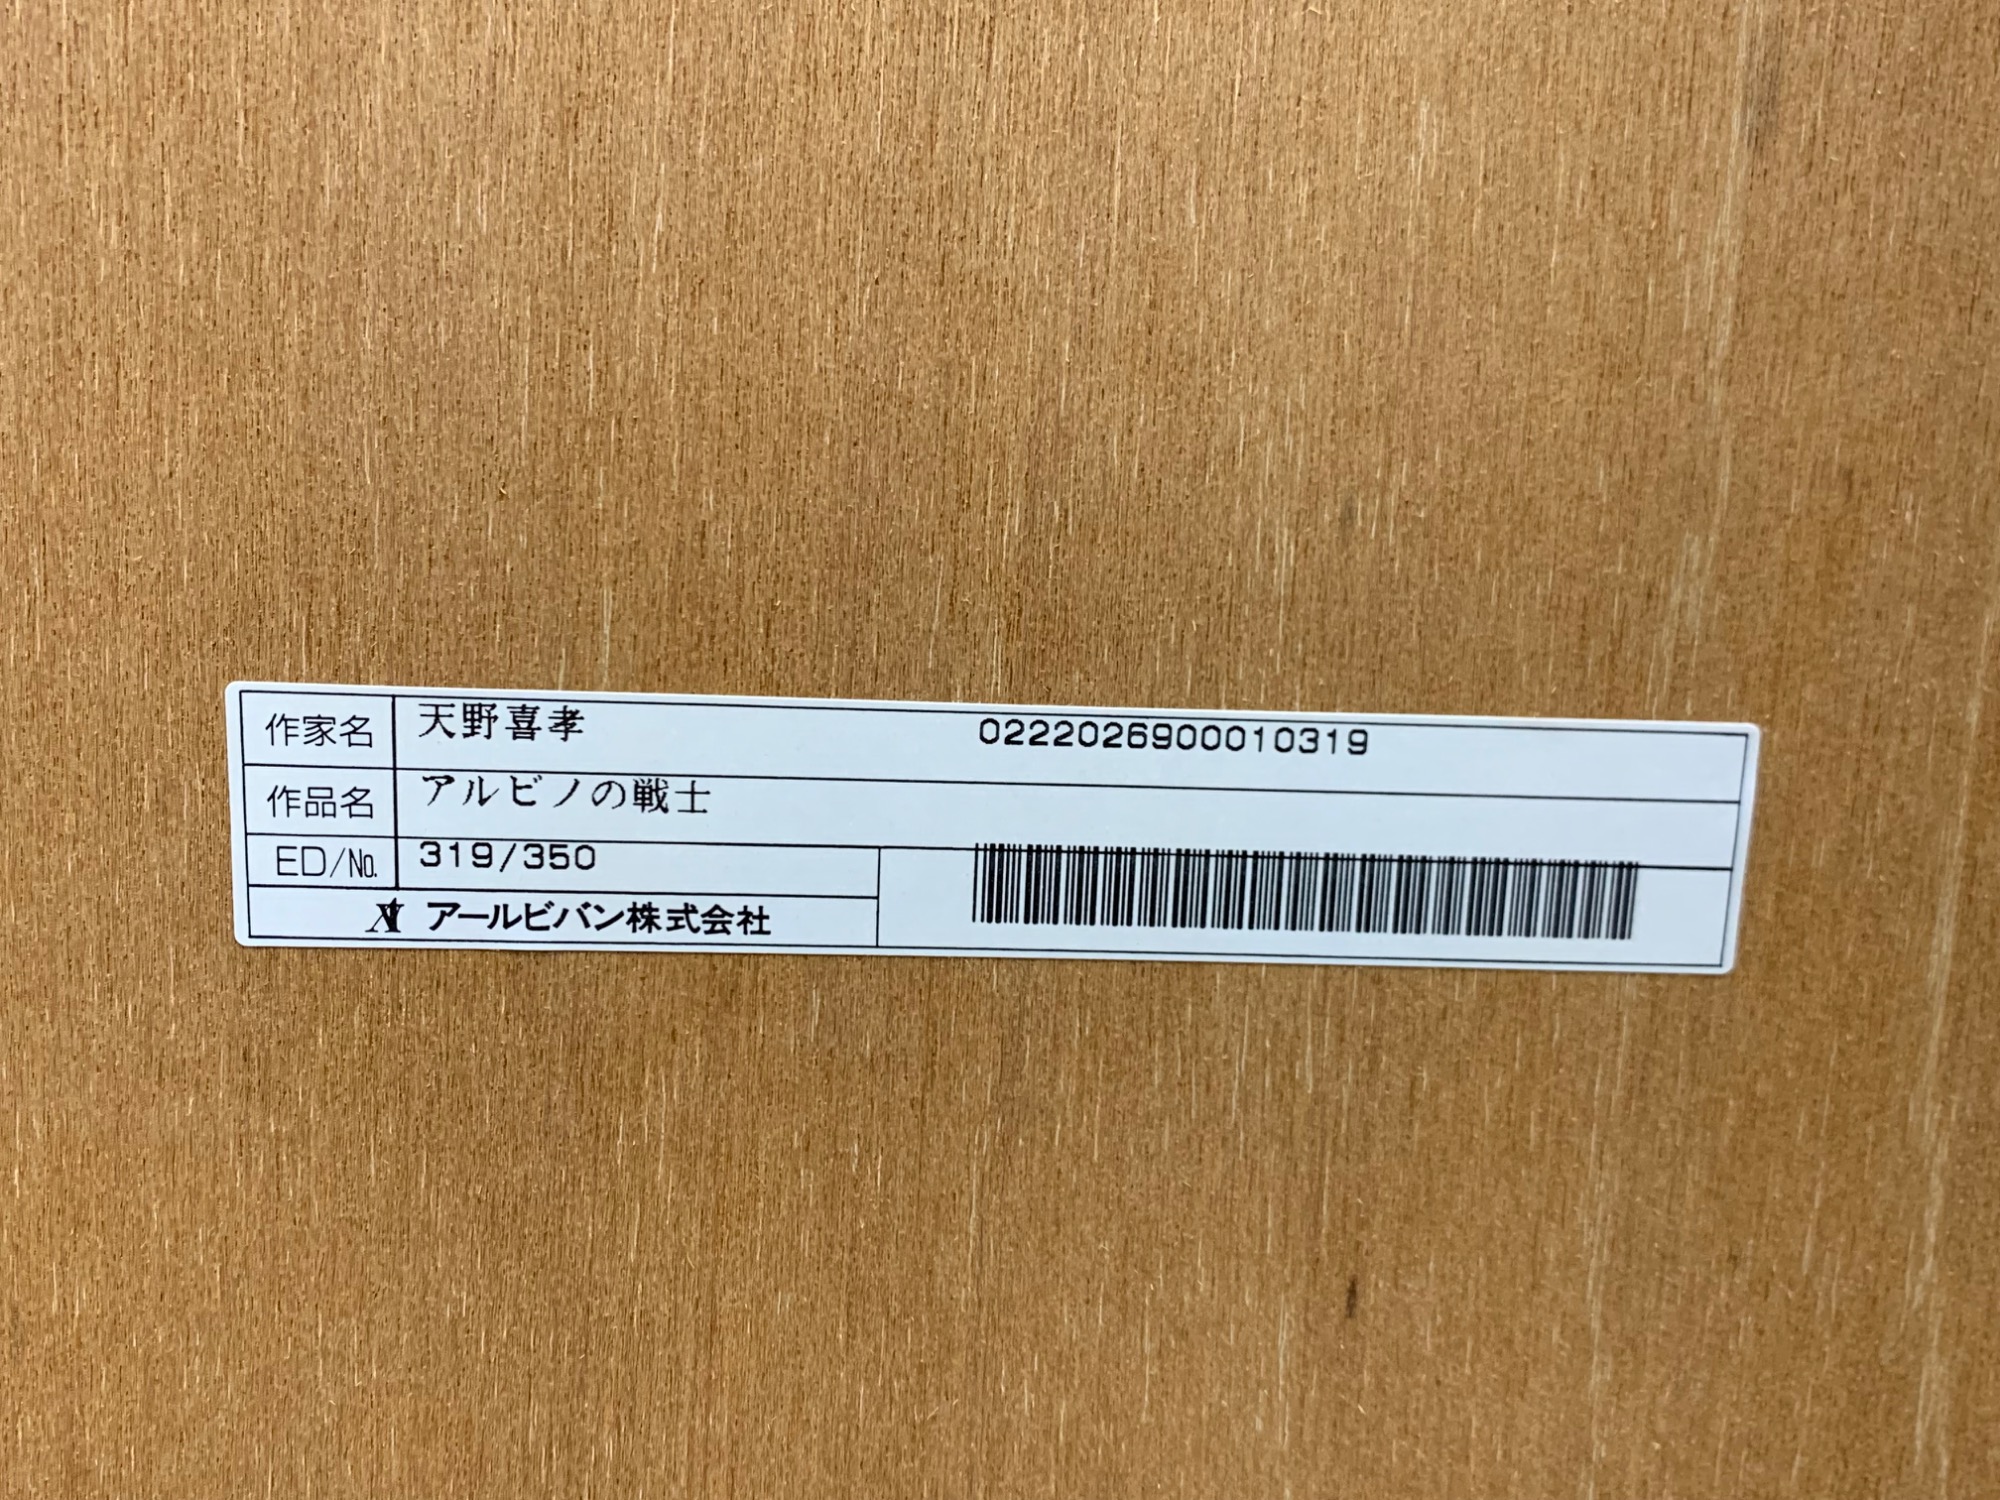 作家名 天野喜孝 0222026900010319
作品名 アルビノの戦士
ED/No. 319/350
アールビバン株式会社